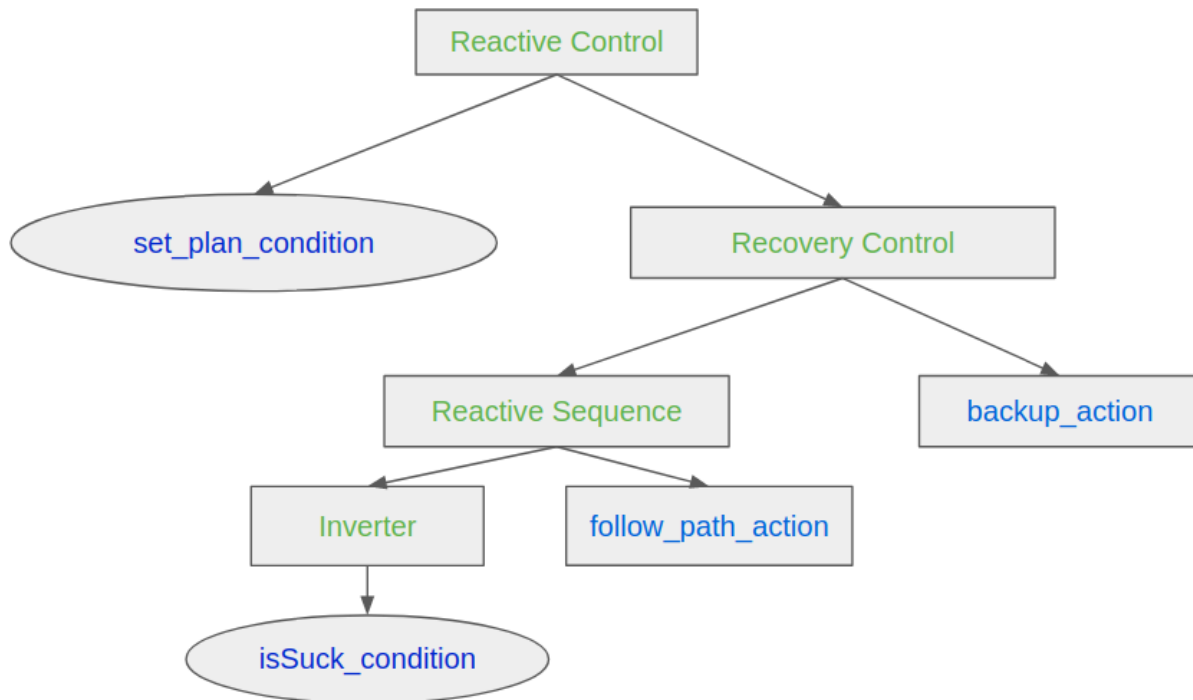 Reactive Control
set_plan_condition
Recovery Control
Reactive Sequence
backup_action
Inverter
follow_path_action
isSuck_condition